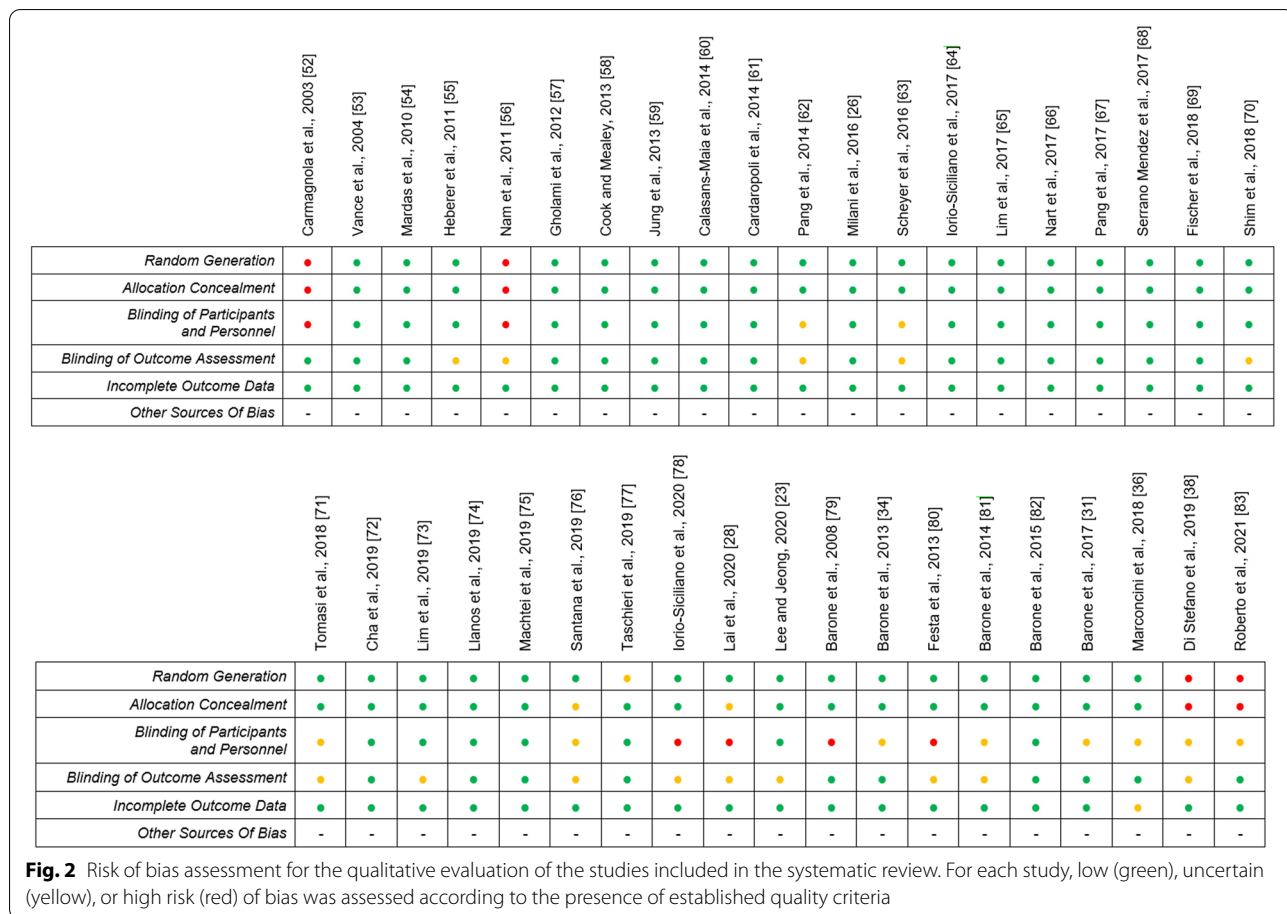 Carmagnola et al., 2003 [52]
Vance et al., 2004 [53]
Mardas et al., 2010 [54]
Heberer et al., 2011 [55]
Nam et al., 2011 [56]
Gholami et al., 2012 [57]
Cook and Mealey, 2013 [58]
Jung et al., 2013 [59]
Calasans-Maia et al., 2014 [60]
Cardaropoli et al., 2014 [61]
Pang et al., 2014 [62]
Milani et al., 2016 [26]
Scheyer et al., 2016 [63]
Iorio-Siciliano et al., 2017 [64]
Lim et al., 2017 [65]
Nart et al., 2017 [66]
Pang et al., 2017 [67]
Serrano Mendez et al., 2017 [68]
Fischer et al., 2018 [69]
Shim et al., 2018 [70]
Random Generation
Allocation Concealment
Blinding of Participants
and Personnel
Blinding of Outcome Assessment
Incomplete Outcome Data
Other Sources Of Bias - - - - - - - - - - - - - - - - - - - -
Tomasi et al., 2018 [71]
Cha et al., 2019 [72]
Lim et al., 2019 [73]
Llanos et al., 2019 [74]
Machtei et al., 2019 [75]
Santana et al., 2019 [76]
Taschieri et al., 2019 [77]
Iorio-Siciliano et al., 2020 [78]
Lai et al., 2020 [28]
Lee and Jeong, 2020 [23]
Barone et al., 2008 [79]
Barone et al., 2013 [34]
Festa et al., 2013 [80]
Barone et al., 2014 [81]
Barone et al., 2015 [82]
Barone et al., 2017 [31]
Marconcini et al., 2018 [36]
Di Stefano et al., 2019 [38]
Roberto et al., 2021 [83]
Random Generation
Allocation Concealment
Blinding of Participants
and Personnel
Blinding of Outcome Assessment
Incomplete Outcome Data
Other Sources Of Bias - - - - - - - - - - - - - - - - - - -
Fig. 2 Risk of bias assessment for the qualitative evaluation of the studies included in the systematic review. For each study, low (green), uncertain
(yellow), or high risk (red) of bias was assessed according to the presence of established quality criteria